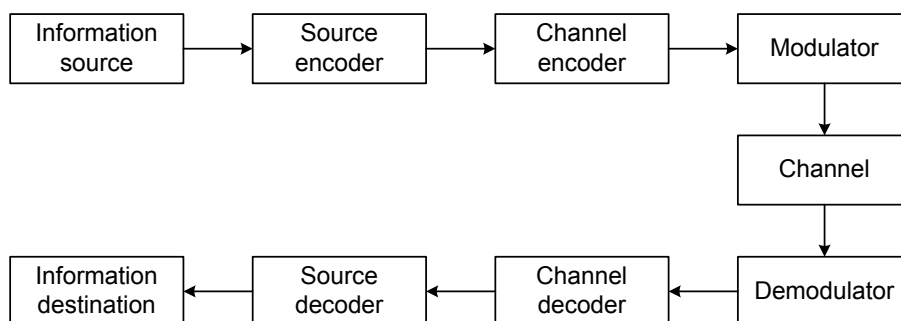 Information
source
Source
encoder
Channel
encoder
Modulator
Channel
Information
destination
Source
decoder
Channel
decoder
Demodulator